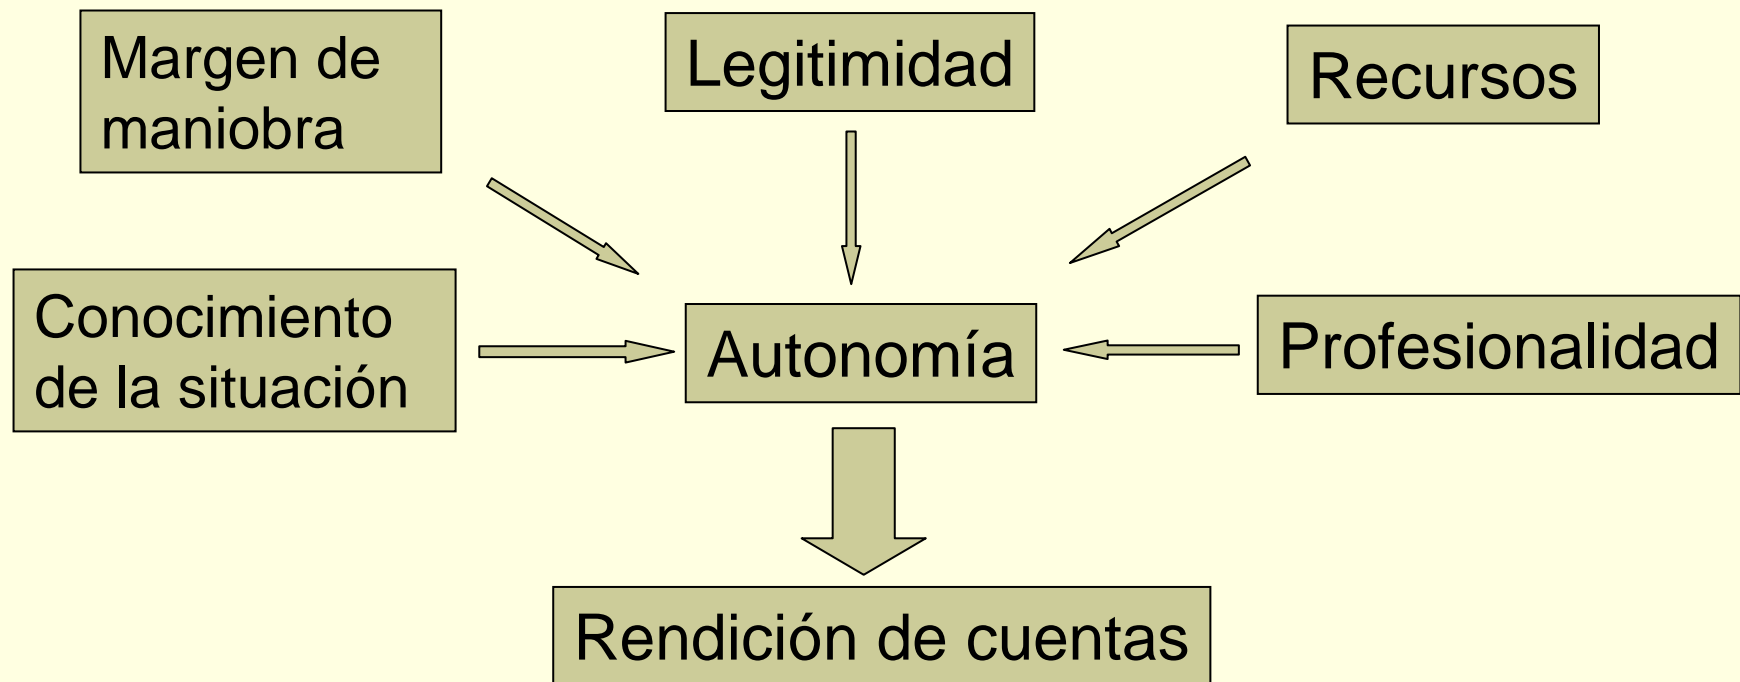 Margen de
maniobra
Legitimidad
Recursos
Conocimiento
de la situación
Autonomía
Profesionalidad
Rendición de cuentas